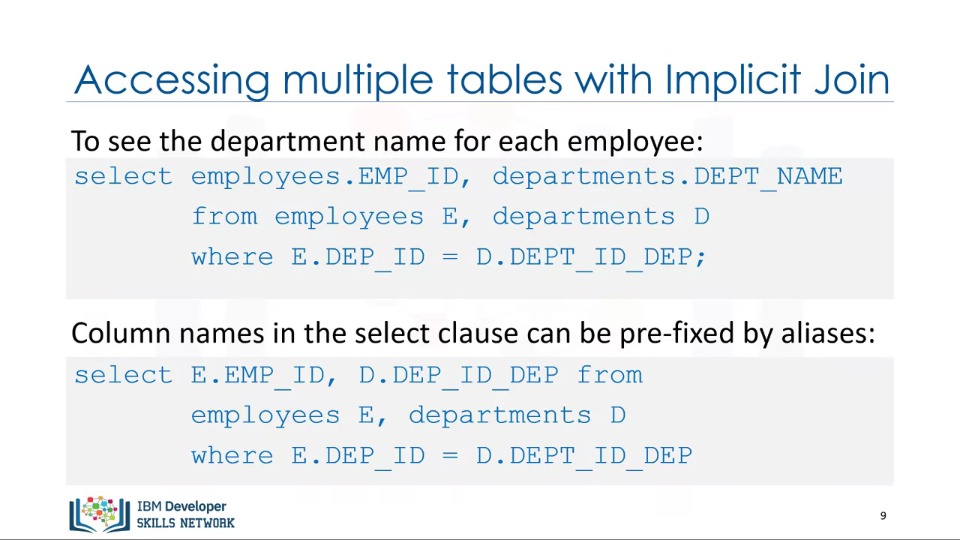 Accessing multiple tables with Implicit Join
To see the department name for each employee:
select employees.EMP_ID, departments.DEPT_NAME
from employees E, departments D
where E.DEP_ID = D.DEPT_ID_DEP;
Column names in the select clause can be pre-fixed by aliases:
select E.EMP_ID, D.DEP_ID_DEP from
employees E, departments D
where E.DEP_ID = D.DEPT_ID_DEP
IBM Developer
SKILLS NETWORK
9